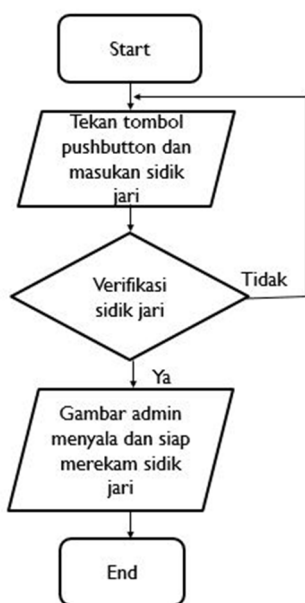 Start
Tekan tombol
pushbutton dan
masukan sidik
jari
Verifikasi
sidik jari
Tidak
Ya
Gambar admin
menyala dan siap
merekam sidik
jari
End